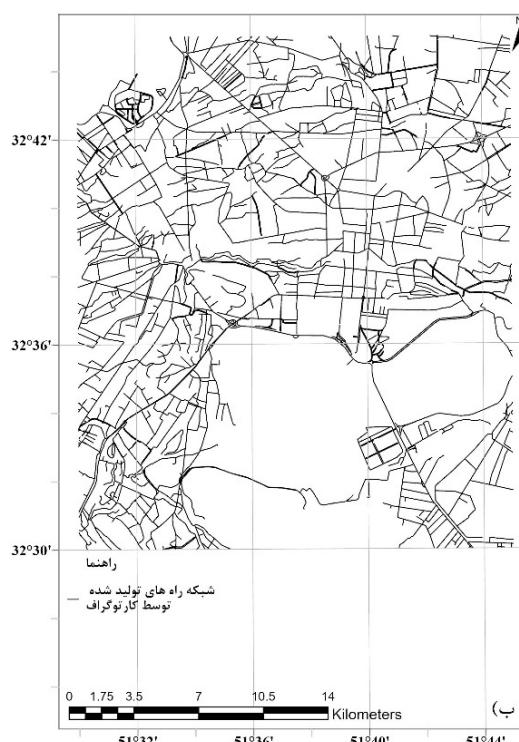 N
32°42'
32°36'
32°30'
راهنما
شبکه راه های تولید شده
توسط کارتوگراف
0 1.75 3.5 7 10.5 14
Kilometers
ب)
51°32' 51°36' 51°40' 51°44'